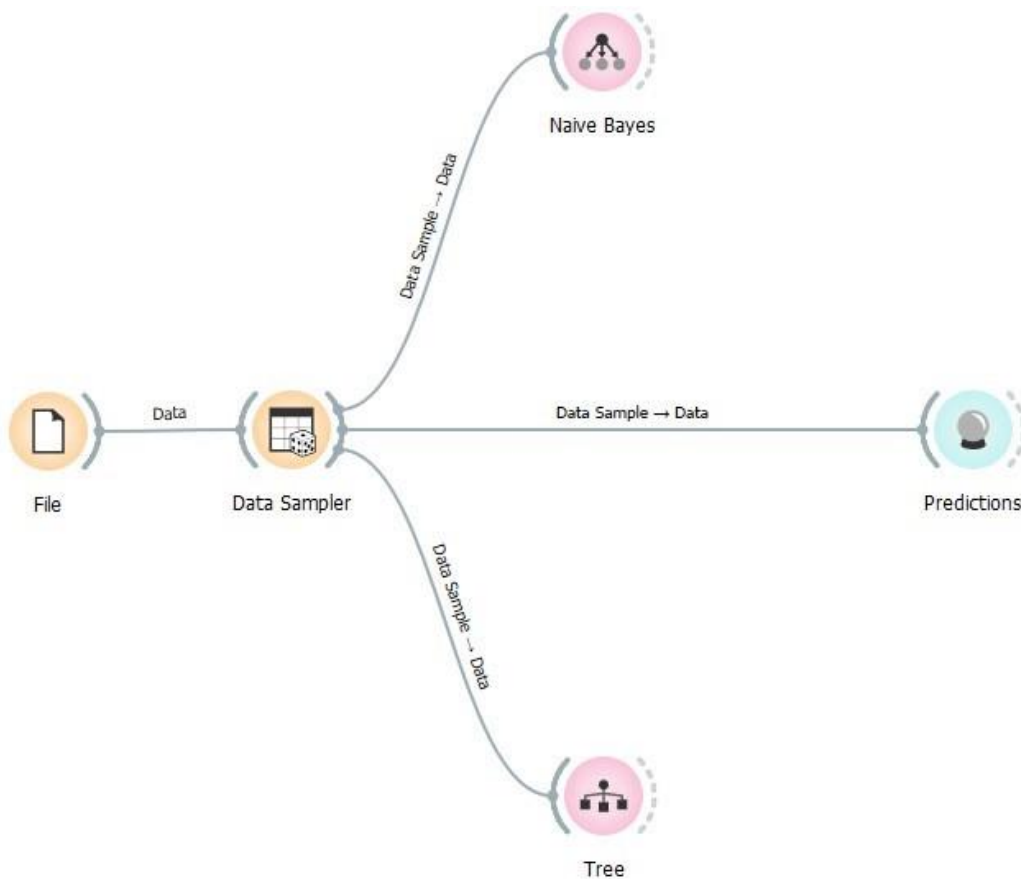 Naive Bayes
Data Sample → Data
Data
Data Sample → Data
File
Data Sampler
Predictions
Data Sample → Data
Tree